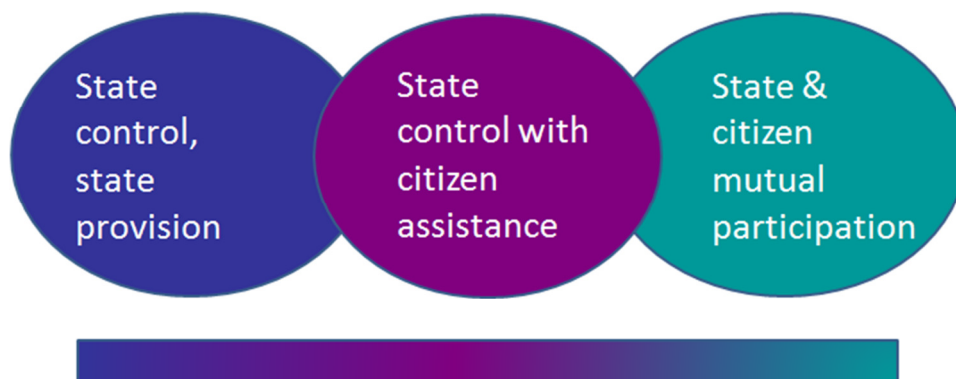 State
control,
state
provision
State
control with
citizen
assistance
State &
citizen
mutual
participation